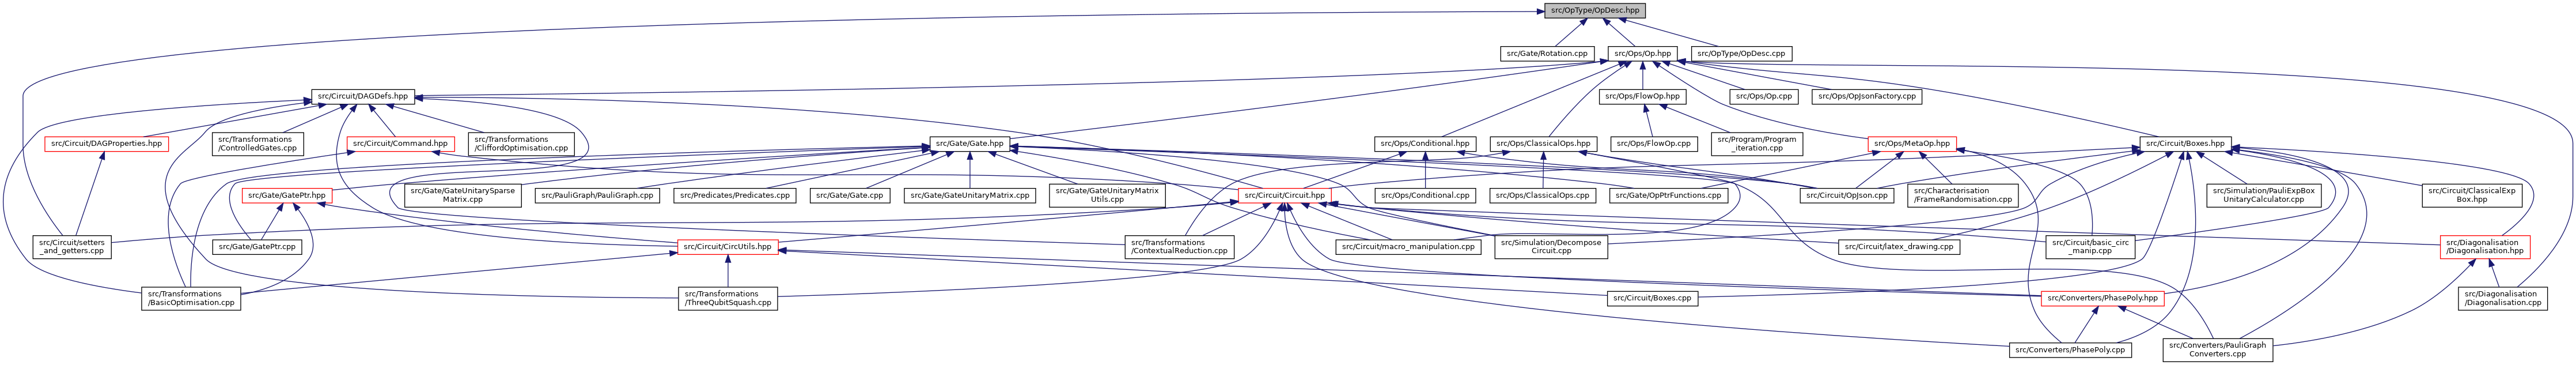 src/OpType/OpDesc.hpp
src/Gate/Rotation.cpp
src/Ops/Op.hpp
src/OpType/OpDesc.cpp
src/Circuit/DAGDefs.hpp
src/Ops/FlowOp.hpp
src/Ops/Op.cpp
src/Ops/OpJsonFactory.cpp
src/Circuit/DAGProperties.hpp
src/Transformations
/ControlledGates.cpp
src/Circuit/Command.hpp
src/Transformations
/CliffordOptimisation.cpp
src/Gate/Gate.hpp
src/Ops/Conditional.hpp
src/Ops/ClassicalOps.hpp
src/Ops/FlowOp.cpp
src/Program/Program
_iteration.cpp
src/Ops/MetaOp.hpp
src/Circuit/Boxes.hpp
src/Gate/GatePtr.hpp
src/Gate/GateUnitarySparse
Matrix.cpp
src/PauliGraph/PauliGraph.cpp
src/Predicates/Predicates.cpp
src/Gate/Gate.cpp
src/Gate/GateUnitaryMatrix.cpp
src/Gate/GateUnitaryMatrix
Utils.cpp
src/Circuit/Circuit.hpp
src/Ops/Conditional.cpp
src/Ops/ClassicalOps.cpp
src/Gate/OpPtrFunctions.cpp
src/Circuit/OpJson.cpp
src/Characterisation
/FrameRandomisation.cpp
src/Simulation/PauliExpBox
UnitaryCalculator.cpp
src/Circuit/ClassicalExp
Box.hpp
src/Circuit/setters
_and_getters.cpp
src/Gate/GatePtr.cpp
src/Circuit/CircUtils.hpp
src/Transformations
/ContextualReduction.cpp
src/Circuit/macro_manipulation.cpp
src/Simulation/Decompose
Circuit.cpp
src/Circuit/latex_drawing.cpp
src/Circuit/basic_circ
_manip.cpp
src/Diagonalisation
/Diagonalisation.hpp
src/Transformations
/BasicOptimisation.cpp
src/Transformations
/ThreeQubitSquash.cpp
src/Circuit/Boxes.cpp
src/Converters/PhasePoly.hpp
src/Diagonalisation
/Diagonalisation.cpp
src/Converters/PhasePoly.cpp
src/Converters/PauliGraph
Converters.cpp